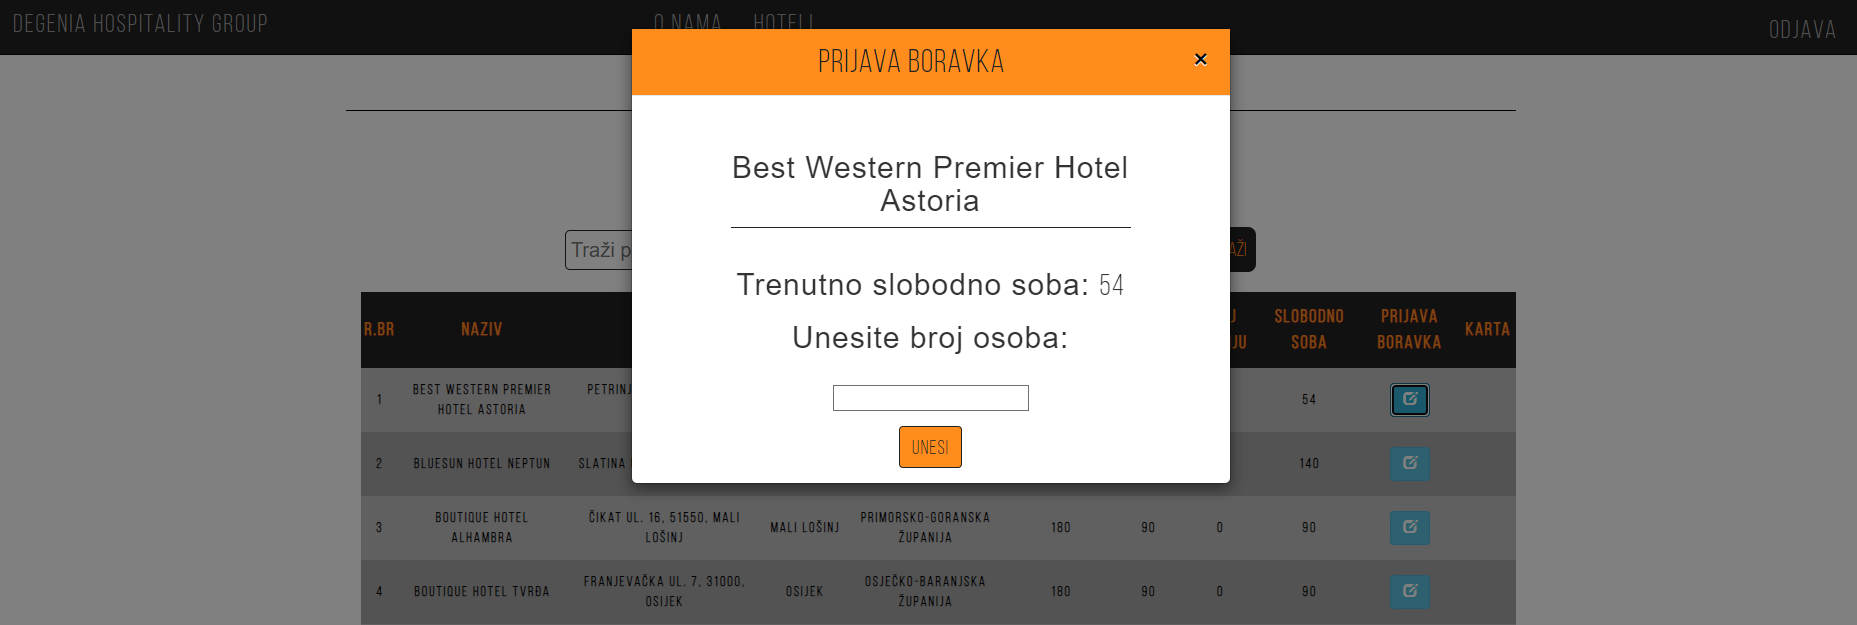 DEGENIA HOSPITALITY GROUP
O NAMA HOTELI
ODJAVA
PRIJAVA BORAVKA
×
Best Western Premier Hotel
Astoria
Trenutno slobodno soba: 54
Unesite broj osoba:
UNESI
Traži p
AŽI
R.BR NAZIV J JU SLOBODNO SOBA PRIJAVA BORAVKA KARTA
1 BEST WESTERN PREMIER HOTEL ASTORIA PETRINJ 54
2 BLUESUN HOTEL NEPTUN SLATINA 140
3 BOUTIQUE HOTEL ALHAMBRA ČIKAT UL. 16, 51550, MALI LOŠINJ MALI LOŠINJ PRIMORSKO-GORANSKA ŽUPANIJA 180 90 0 90
4 BOUTIQUE HOTEL TVRĐA FRANJEVAČKA UL. 7, 31000, OSIJEK OSIJEK OSJEČKO-BARANJSKA ŽUPANIJA 180 90 0 90